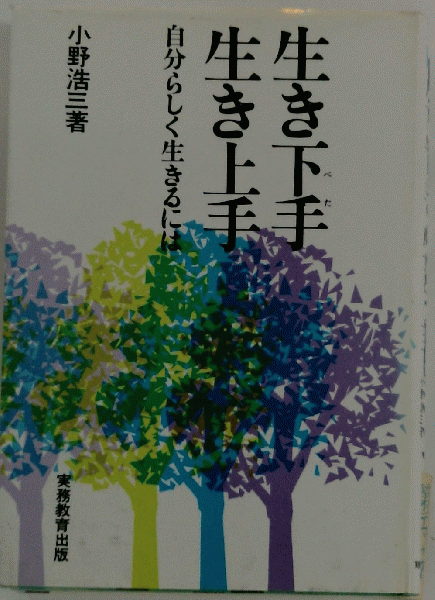 生き下手
べた
生き上手
自分らしく生きるには
小野浩三著
実務教育出版